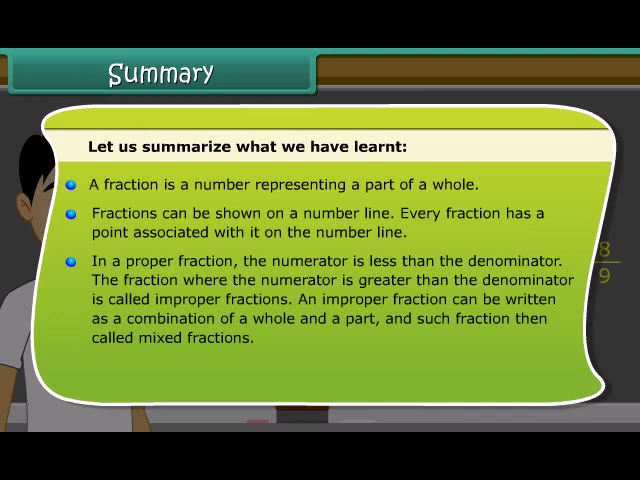 Summary
Let us summarize what we have learnt:
A fraction is a number representing a part of a whole.
Fractions can be shown on a number line. Every fraction has a
point associated with it on the number line.
In a proper fraction, the numerator is less than the denominator.
The fraction where the numerator is greater than the denominator
is called improper fractions. An improper fraction can be written
as a combination of a whole and a part, and such fraction then
called mixed fractions.
8
9